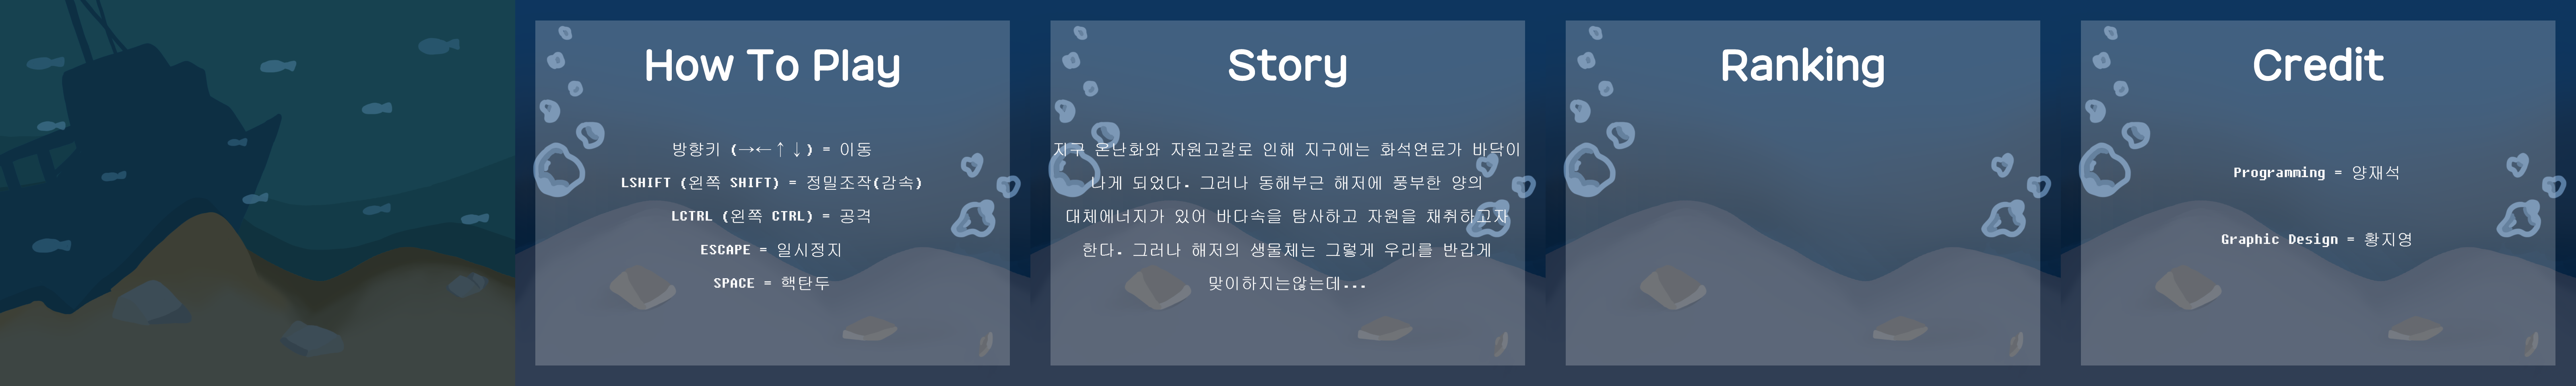 How To Play
방향키 (→←↑↓) = 이동
LSHIFT (왼쪽 SHIFT) = 정밀조작(감속)
LCTRL (왼쪽 CTRL) = 공격
ESCAPE = 일시정지
SPACE = 핵탄두
Story
지구 온난화와 자원고갈로 인해 지구에는 화석연료가 바닥이
나게 되었다. 그러나 동해부근 해저에 풍부한 양의
대체에너지가 있어 바다속을 탐사하고 자원을 채취하고자
한다. 그러나 해저의 생물체는 그렇게 우리를 반갑게
맞이하지는않는데...
Ranking
Credit
Programming = 양재석
Graphic Design = 황지영